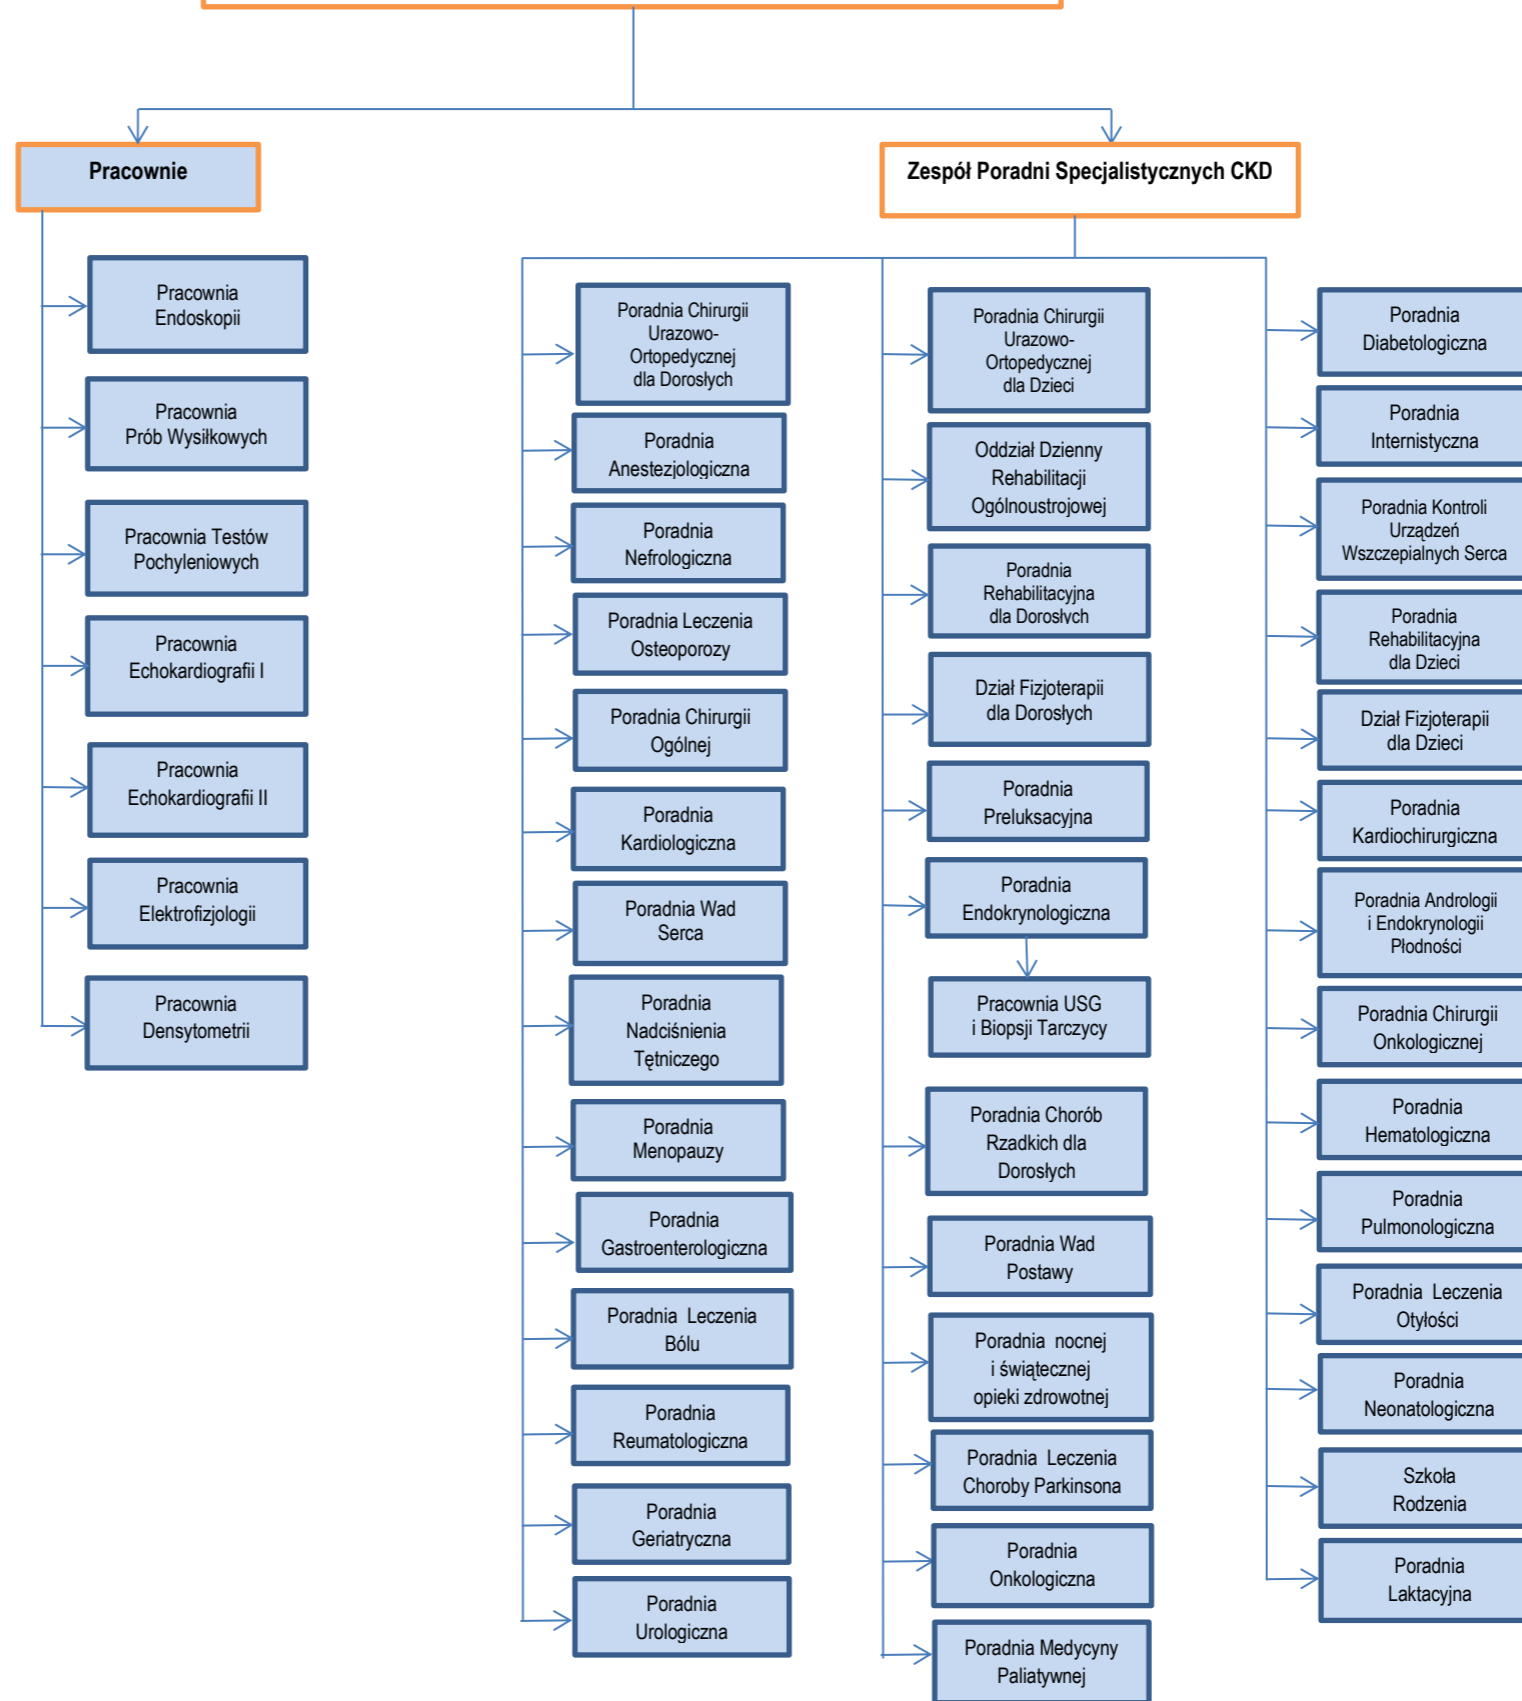 Pracownie
Zespół Poradni Specjalistycznych CKD
Pracownia
Endoskopii
Pracownia
Prób Wysiłkowych
Pracownia Testów
Pochyleniowych
Pracownia
Echokardiografii I
Pracownia
Echokardiografii II
Pracownia
Elektrofizjologii
Pracownia
Densytometrii
Poradnia Chirurgii
Urazowo-
Ortopedycznej
dla Dorosłych
Poradnia
Anestezjologiczna
Poradnia
Nefrologiczna
Poradnia Leczenia
Osteoporozy
Poradnia Chirurgii
Ogólnej
Poradnia
Kardiologiczna
Poradnia Wad
Serca
Poradnia
Nadciśnienia
Tętniczego
Poradnia
Menopauzy
Poradnia
Gastroenterologiczna
Poradnia  Leczenia
Bólu
Poradnia
Reumatologiczna
Poradnia
Geriatryczna
Poradnia
Urologiczna
Poradnia Chirurgii
Urazowo-
Ortopedycznej
dla Dzieci
Oddział Dzienny
Rehabilitacji
Ogólnoustrojowej
Poradnia
Rehabilitacyjna
dla Dorosłych
Dział Fizjoterapii
dla Dorosłych
Poradnia
Preluksacyjna
Poradnia
Endokrynologiczna
Pracownia USG
i Biopsji Tarczycy
Poradnia Chorób
Rzadkich dla
Dorosłych
Poradnia Wad
Postawy
Poradnia  nocnej
i świątecznej
opieki zdrowotnej
Poradnia  Leczenia
Choroby Parkinsona
Poradnia
Onkologiczna
Poradnia Medycyny
Paliatywnej
Poradnia
Diabetologiczna
Poradnia
Internistyczna
Poradnia Kontroli
Urządzeń
Wszczepialnych Serca
Poradnia
Rehabilitacyjna
dla Dzieci
Dział Fizjoterapii
dla Dzieci
Poradnia
Kardiochirurgiczna
Poradnia Andrologii
i Endokrynologii
Płodności
Poradnia Chirurgii
Onkologicznej
Poradnia
Hematologiczna
Poradnia
Pulmonologiczna
Poradnia  Leczenia
Otyłości
Poradnia
Neonatologiczna
Szkoła
Rodzenia
Poradnia
Laktacyjna